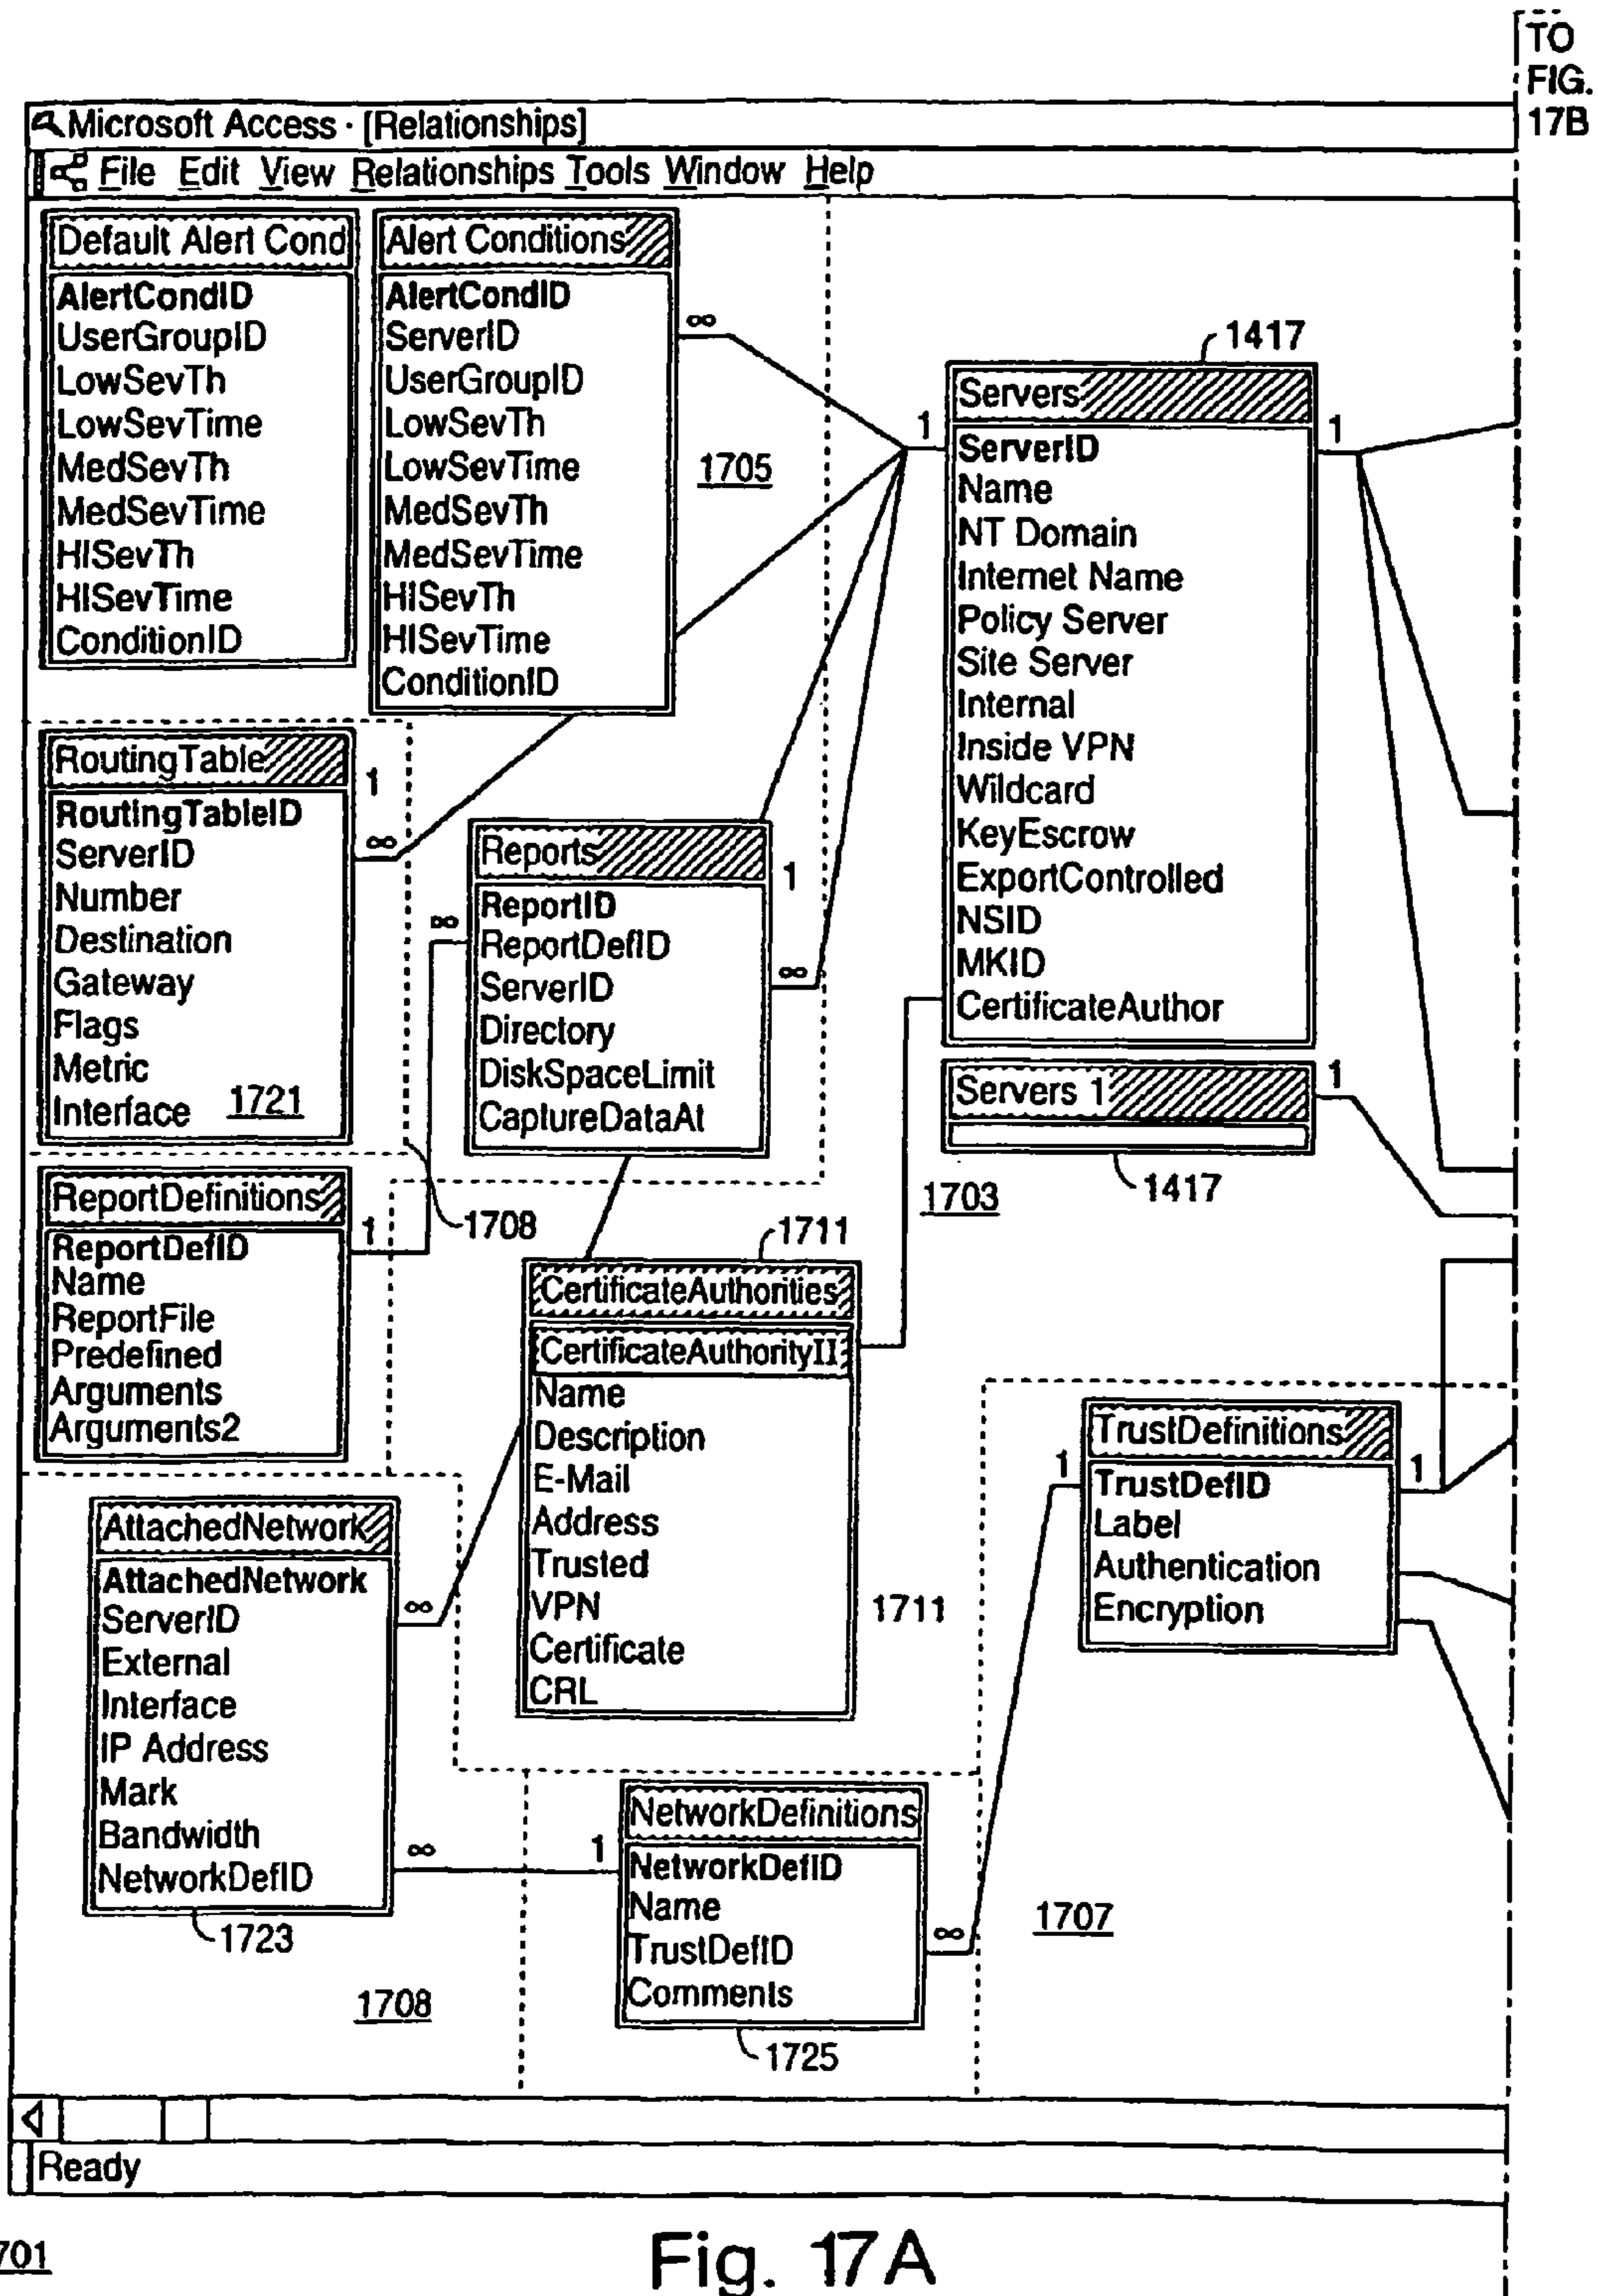 TO
FIG.
17B
Microsoft Access · [Relationships]
File Edit View Relationships Tools Window Help
Default Alert Cond
AlertCondID
UserGroupID
LowSevTh
LowSevTime
MedSevTh
MedSevTime
HISevTh
HISevTime
ConditionID
Alert Conditions
AlertCondID
ServerID
UserGroupID
LowSevTh
LowSevTime
MedSevTh
MedSevTime
HISevTh
HISevTime
ConditionID
∞
1705
1417
Servers
1
1
ServerID
Name
NT Domain
Internet Name
Policy Server
Site Server
Internal
Inside VPN
Wildcard
KeyEscrow
ExportControlled
NSID
MKID
CertificateAuthor
Servers 1
1
1417
1703
RoutingTable
1
RoutingTableID
ServerID
∞
Number
Destination
Gateway
Flags
Metric
Interface
1721
Reports
1
∞
ReportID
ReportDefID
ServerID
∞
Directory
DiskSpaceLimit
CaptureDataAt
1708
ReportDefinitions
1
ReportDefID
Name
ReportFile
Predefined
Arguments
Arguments2
1711
CertificateAuthorities
CertificateAuthorityII
Name
Description
E-Mail
Address
Trusted
VPN
Certificate
CRL
1711
TrustDefinitions
1
1
TrustDefID
Label
Authentication
Encryption
AttachedNetwork
AttachedNetwork
ServerID
∞
External
Interface
IP Address
Mark
Bandwidth
NetworkDefID
∞
1723
1708
NetworkDefinitions
1
NetworkDefID
Name
TrustDefID
∞
Comments
1725
1707
Ready
701
Fig. 17A